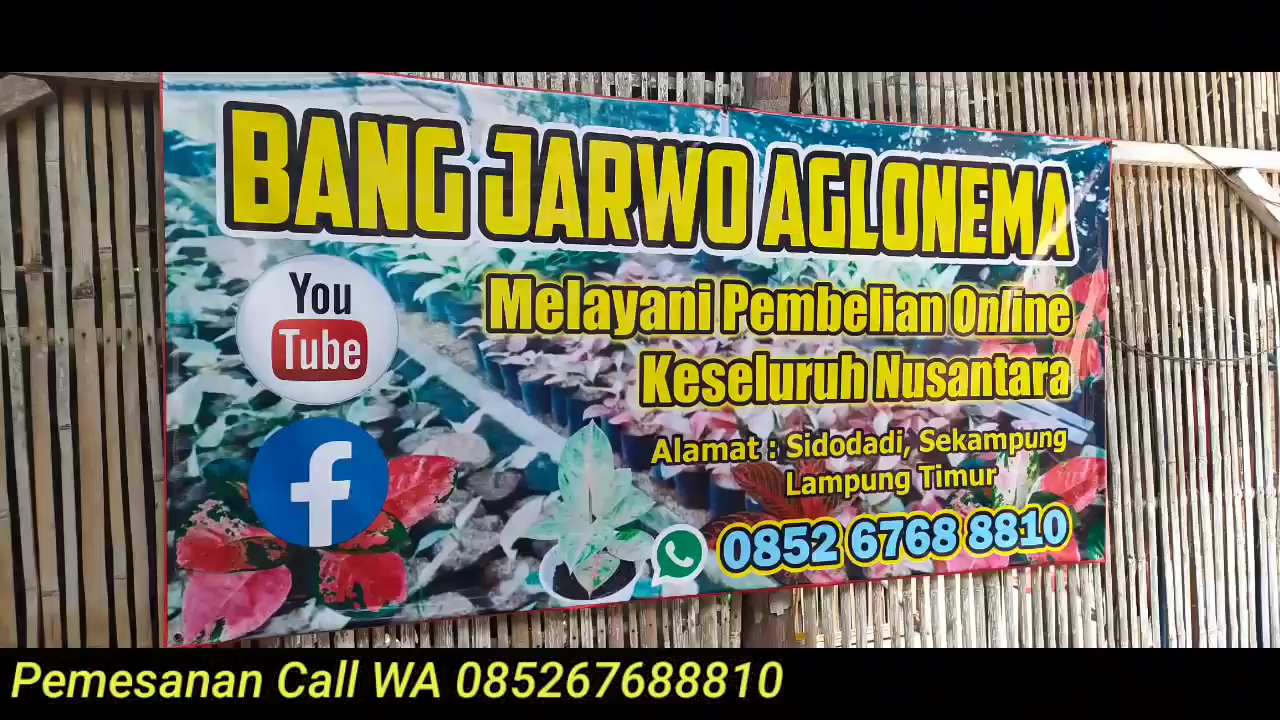 BANG JARWO AGLONEMA
You
Tube
Melayani Pembelian Online
Keseluruh Nusantara
f
Alamat : Sidodadi, Sekampung
Lampung Timur
0852 6768 8810
Pemesanan Call WA 085267688810